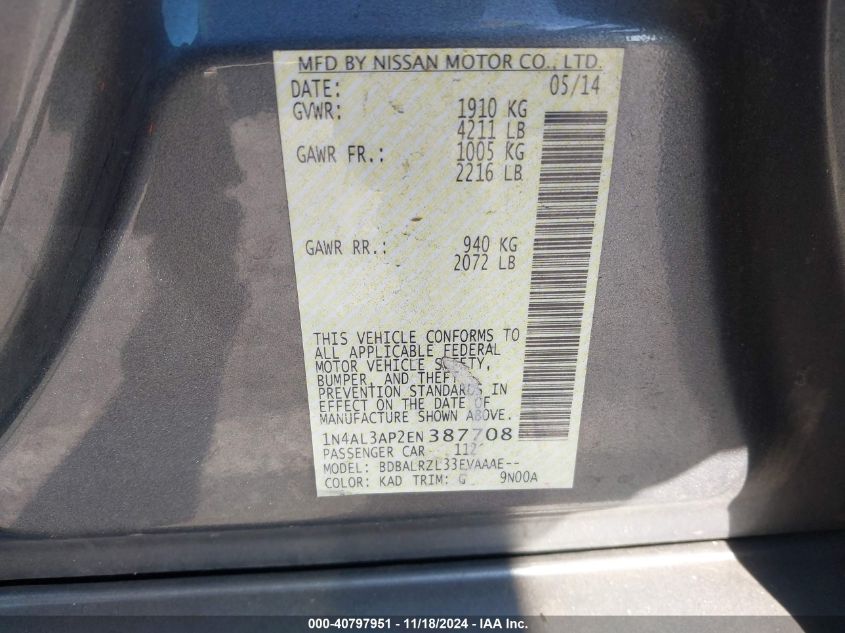 MFD BY NISSAN MOTOR CO., LTD.
DATE: 05/14
GVWR: 1910 KG
4211 LB
GAWR FR.: 1005 KG
2216 LB
GAWR RR.: 940 KG
2072 LB
THIS VEHICLE CONFORMS TO
ALL APPLICABLE FEDERAL
MOTOR VEHICLE SAFETY,
BUMPER, AND THEFT
PREVENTION STANDARDS IN
EFFECT ON THE DATE OF
MANUFACTURE SHOWN ABOVE.
1N4AL3AP2EN387708
PASSENGER CAR 112
MODEL: BDBALRZL33EVAAAE--
COLOR: KAD TRIM: G 9N00A
000-40797951 - 11/18/2024 - IAA Inc.